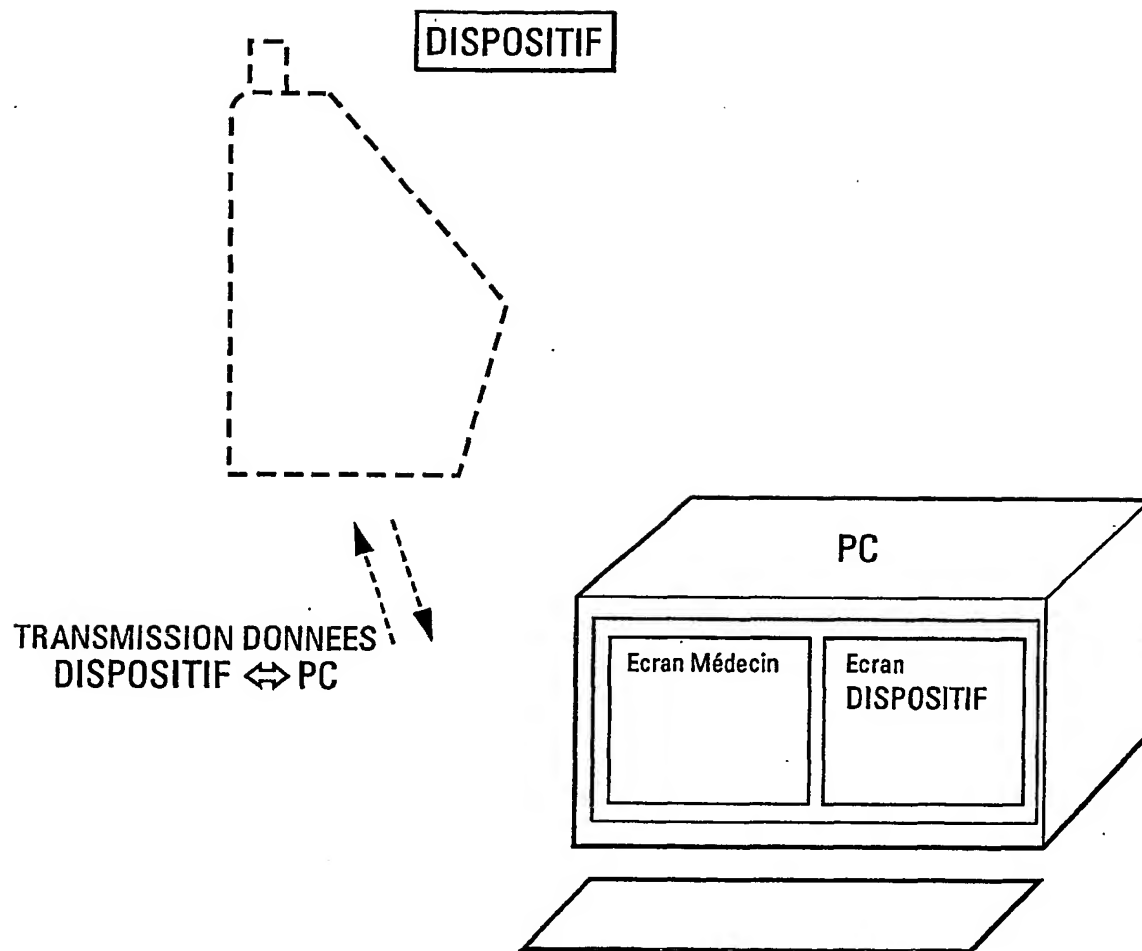 DISPOSITIF
PC
TRANSMISSION DONNEES
DISPOSITIF ⇔ PC
Ecran Médecin
Ecran
DISPOSITIF